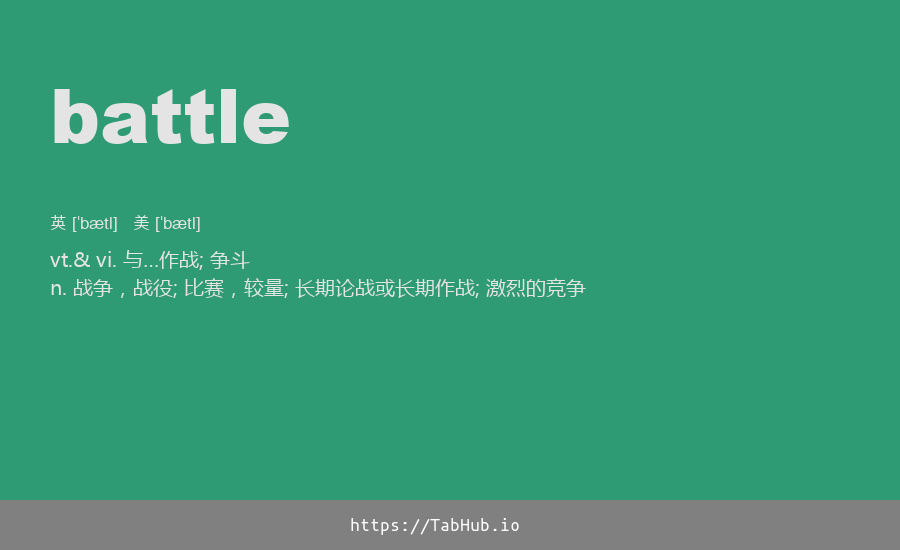 battle
英 ['bætl] 美 ['bætl]
vt.& vi. 与…作战; 争斗
n. 战争，战役; 比赛，较量; 长期论战或长期作战; 激烈的竞争
https://TabHub.io